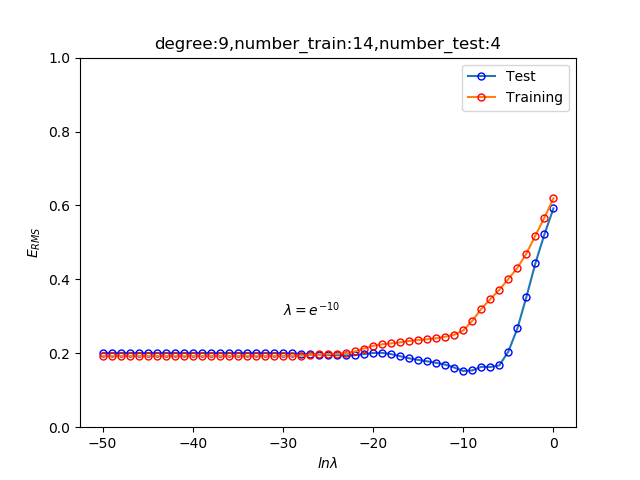 degree:9,number_train:14,number_test:4
Test
Training
1.0
0.8
0.6
0.4
0.2
0.0
E_RMS
λ = e^−10
−50 −40 −30 −20 −10 0
lnλ